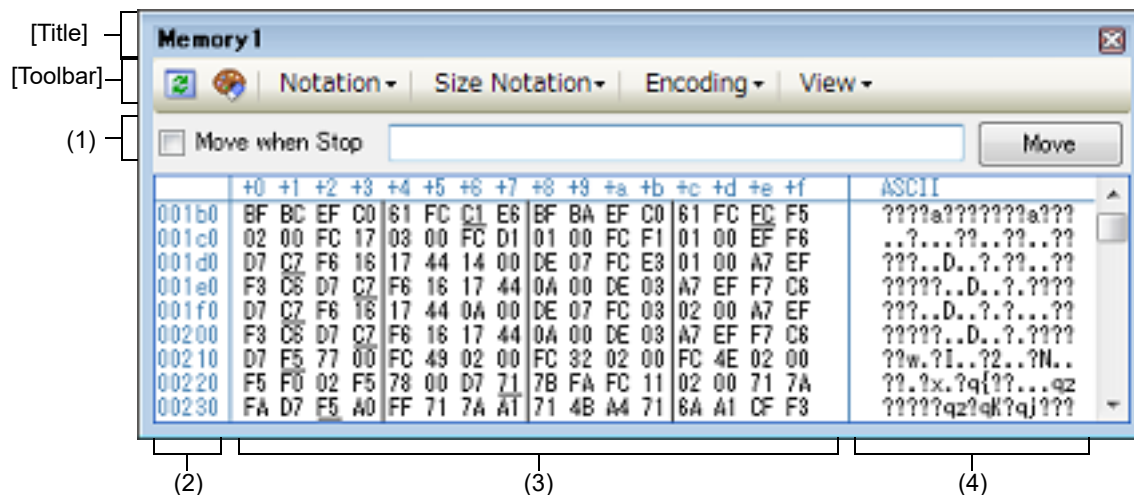 [Title]
Memory1
[Toolbar]
Notation Size Notation Encoding View
(1)
Move when Stop Move
+0 +1 +2 +3 +4 +5 +6 +7 +8 +9 +a +b +c +d +e +f ASCII
001b0 BF BC EF C0 61 FC C1 E6 BF BA EF C0 61 FC FC F5 ????a???????a???
001c0 02 00 FC 17 03 00 FC D1 01 00 FC F1 01 00 EF F6 ..?...??..??..??
001d0 D7 C7 F6 16 17 44 14 00 DE 07 FC E3 01 00 A7 EF ???..D..?.??..??
001e0 F3 C6 D7 C7 F6 16 17 44 0A 00 DE 03 A7 EF F7 C6 ?????..D..?.????
001f0 D7 C7 F6 16 17 44 0A 00 DE 07 FC 03 02 00 A7 EF ???..D..?.?...??
00200 F3 C6 D7 C7 F6 16 17 44 0A 00 DE 03 A7 EF F7 C6 ?????..D..?.????
00210 D7 F5 77 00 FC 49 02 00 FC 32 02 00 FC 4E 02 00 ??w.?I..?2..?N..
00220 F5 F0 02 F5 78 00 D7 71 7B FA FC 11 02 00 71 7A ??.?x.?q{??...qz
00230 FA D7 F5 A0 FF 71 7A A1 71 4B A4 71 6A A1 CF F3 ?????qz?qK?qj???
(2) (3) (4)